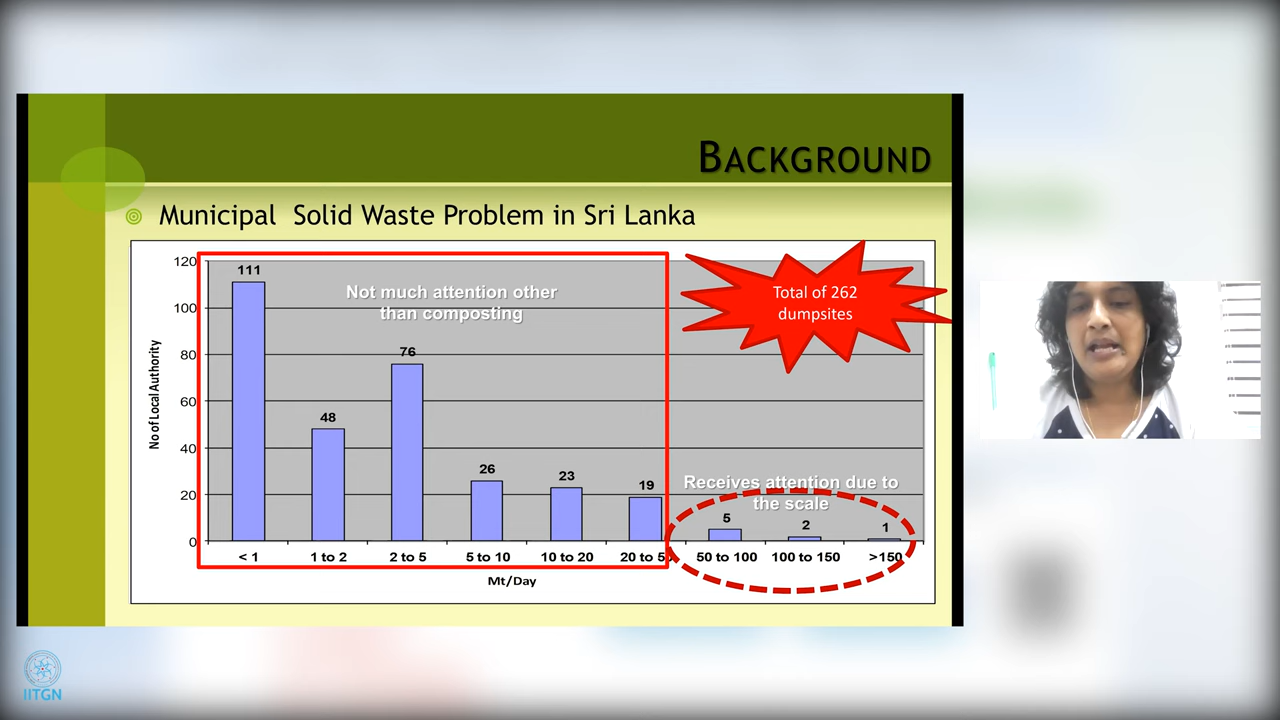 BACKGROUND
Municipal Solid Waste Problem in Sri Lanka
Total of 262
dumpsites
Not much attention other
than composting
Receives attention due to
the scale
No of Local Authority
120
100
80
60
40
20
0
111
48
76
26
23
19
5
2
1
< 1
1 to 2
2 to 5
5 to 10
10 to 20
20 to 50
50 to 100
100 to 150
>150
Mt/Day
IITGN